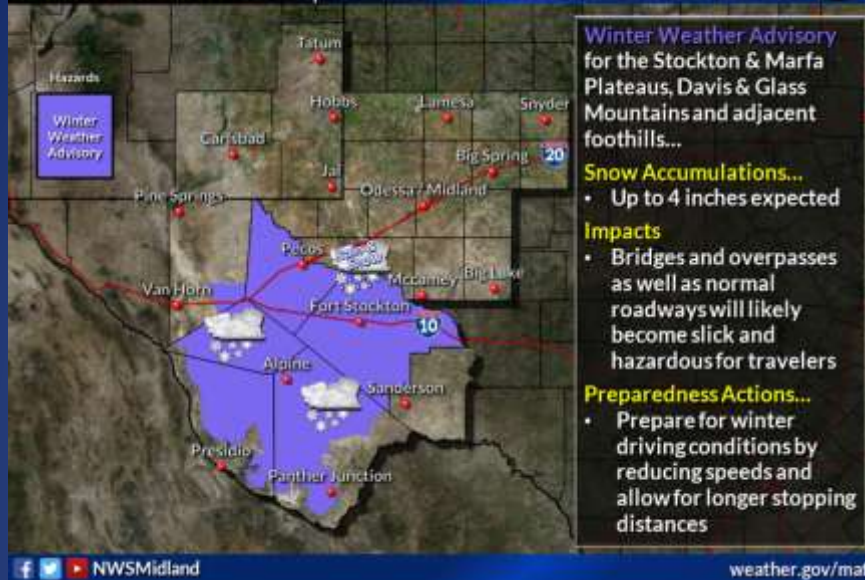 Tatum
Hazards
Hobbs
Lamesa
Snyder
Winter
Weather
Advisory
Carlsbad
Big Spring
20
Jal
Odessa / Midland
Pine Springs
Pecos
McCamey
Big Lake
Van Horn
Fort Stockton
10
Alpine
Sanderson
Presidio
Panther Junction
Winter Weather Advisory
for the Stockton & Marfa
Plateaus, Davis & Glass
Mountains and adjacent
foothills...
Snow Accumulations...
• Up to 4 inches expected
Impacts
• Bridges and overpasses
as well as normal
roadways will likely
become slick and
hazardous for travelers
Preparedness Actions...
• Prepare for winter
driving conditions by
reducing speeds and
allow for longer stopping
distances
NWSMidland
weather.gov/ma